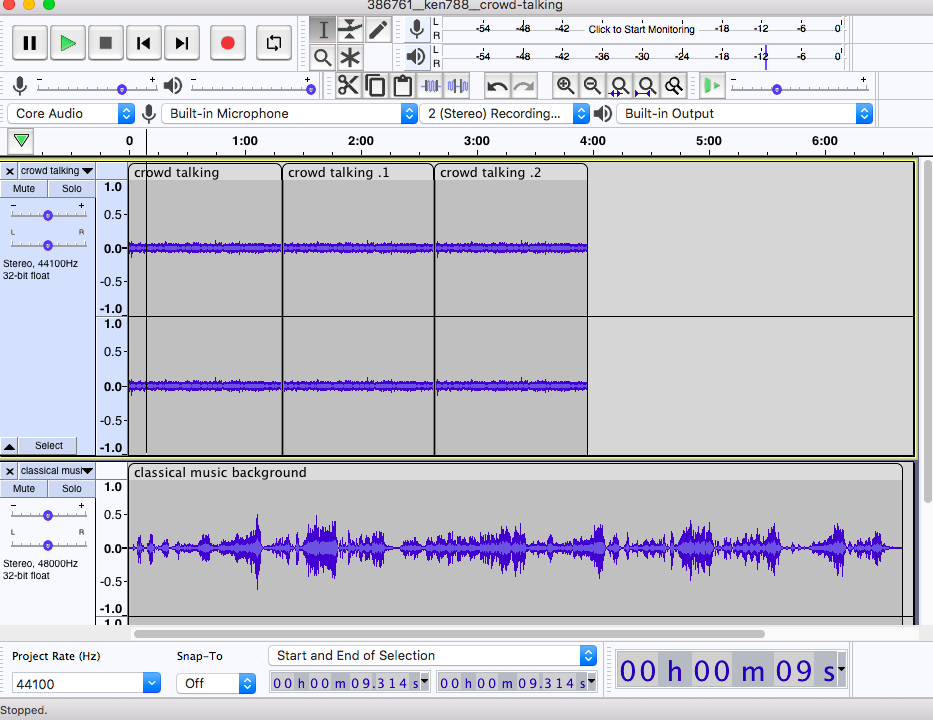 386761__ken788__crowd-talking
L -54 -48 -42 Click to Start Monitoring -18 -12 -6 0
R
L -54 -48 -42 -36 -30 -24 -18 -12 -6 0
R
- + - + - +
Core Audio Built-in Microphone 2 (Stereo) Recording... Built-in Output
0 1:00 2:00 3:00 4:00 5:00 6:00
crowd talking crowd talking crowd talking .1 crowd talking .2
Mute Solo 1.0
- + 0.5-
L R 0.0-
Stereo, 44100Hz
32-bit float -0.5-
-1.0
1.0
0.5-
0.0-
-0.5-
Select -1.0
classical musi classical music background
Mute Solo 1.0
- + 0.5-
L R 0.0-
Stereo, 48000Hz
32-bit float -0.5-
-1.0
1.0
Project Rate (Hz) Snap-To Start and End of Selection
44100 Off 00 h 00 m 09.314 s 00 h 00 m 09.314 s 00 h 00 m 09 s
Stopped.